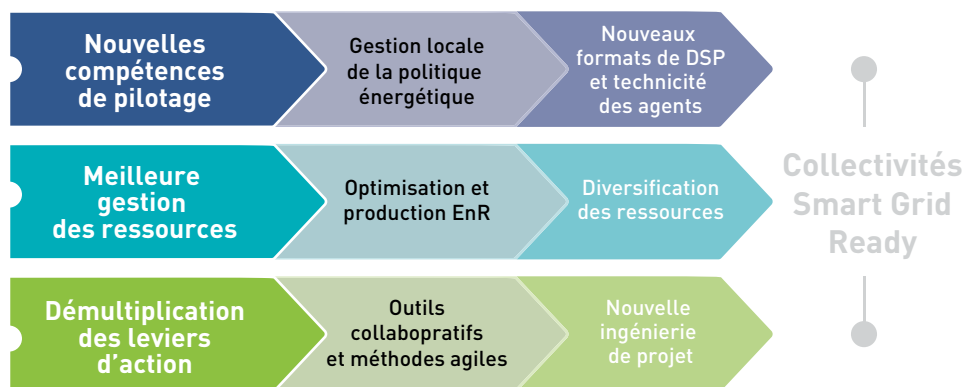 Nouvelles
compétences
de pilotage
Gestion locale
de la politique
énergétique
Nouveaux
formats de DSP
et technicité
des agents
Meilleure
gestion
des ressources
Optimisation et
production EnR
Diversification
des ressources
Démultiplication
des leviers
d'action
Outils
collabopratifs
et méthodes agiles
Nouvelle
ingénierie
de projet
Collectivités
Smart Grid
Ready